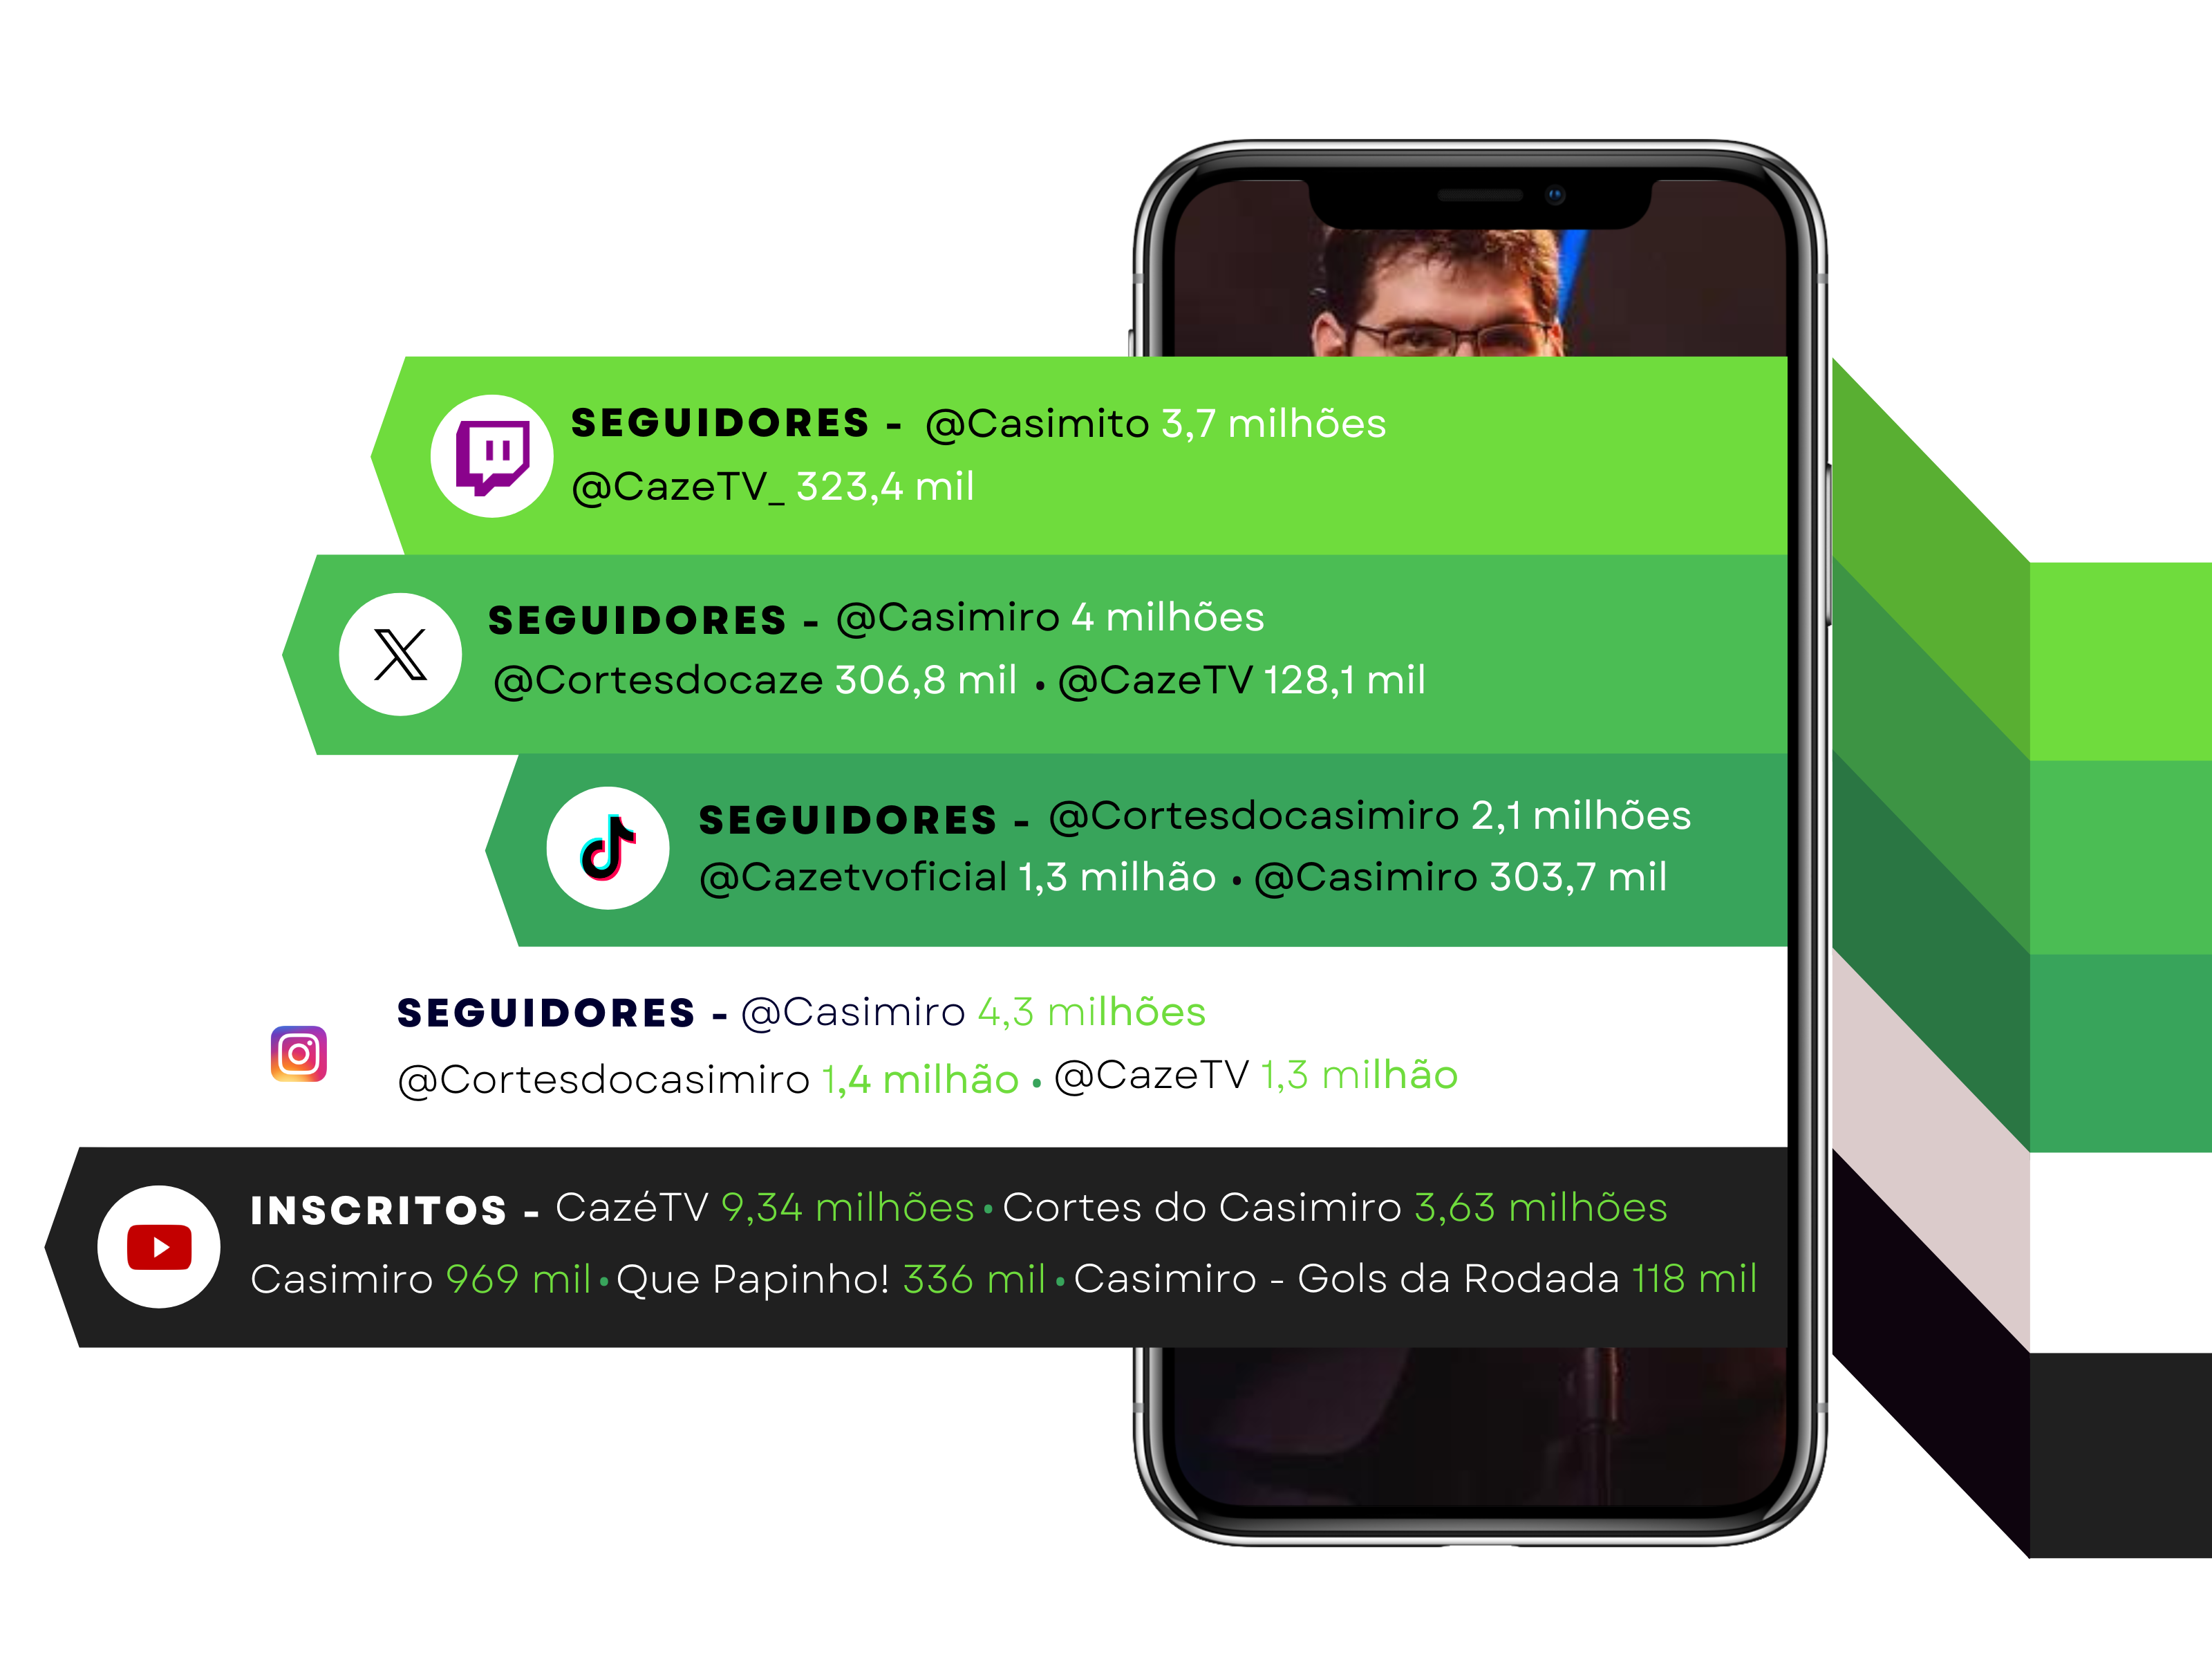 SEGUIDORES - @Casimito 3,7 milhões
@CazeTV_ 323,4 mil
SEGUIDORES - @Casimiro 4 milhões
@Cortesdocaze 306,8 mil • @CazeTV 128,1 mil
SEGUIDORES - @Cortesdocasimiro 2,1 milhões
@Cazetvoficial 1,3 milhão • @Casimiro 303,7 mil
SEGUIDORES - @Casimiro 4,3 milhões
@Cortesdocasimiro 1,4 milhão • @CazeTV 1,3 milhão
INSCRITOS - CazéTV 9,34 milhões • Cortes do Casimiro 3,63 milhões
Casimiro 969 mil • Que Papinho! 336 mil • Casimiro - Gols da Rodada 118 mil